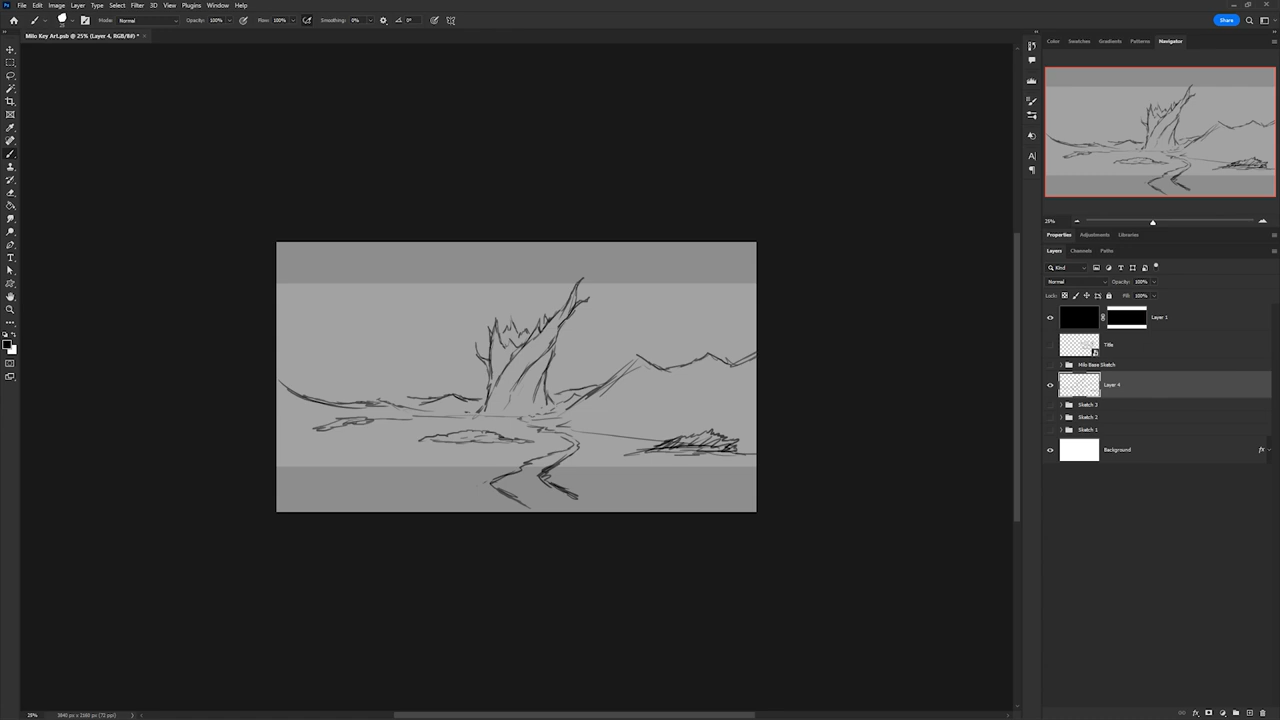 File Edit Image Layer Type Select Filter 3D View Plugins Window Help
Mode: Normal Opacity: 100% Flow: 100% Smoothing: 0% 0° Share
25
Milo Key Art.psb @ 25% (Layer 4, RGB/8#) *
Color Swatches Gradients Patterns Navigator
25%
Properties Adjustments Libraries
Layers Channels Paths
Kind
Normal Opacity: 100%
Lock: Fill: 100%
Layer 1
Title
Milo Base Sketch
Layer 4
Sketch 3
Sketch 2
Sketch 1
Background fx
25% 3840 px x 2160 px (72 ppi)